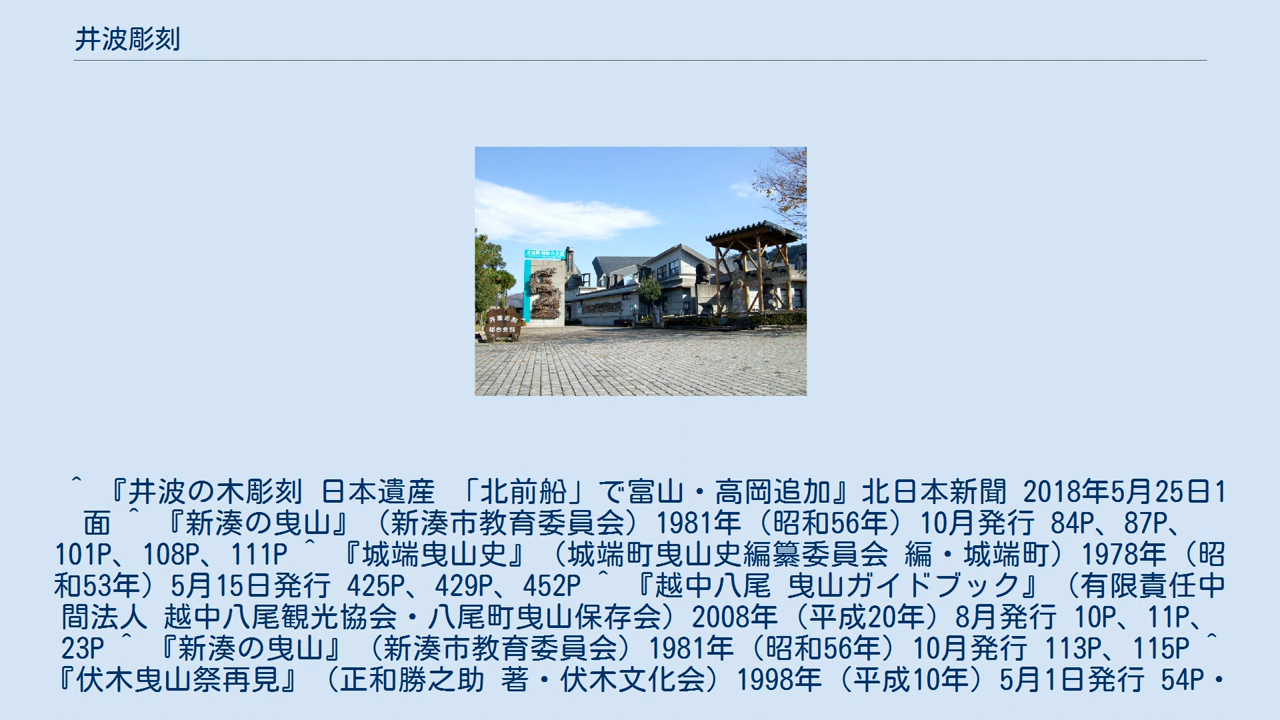 井波彫刻
^ 『井波の木彫刻 日本遺産 「北前船」で富山・高岡追加』北日本新聞 2018年5月25日1
面 ^ 『新湊の曳山』（新湊市教育委員会）1981年（昭和56年）10月発行 84P、87P、
101P、108P、111P ^ 『城端曳山史』（城端町曳山史編纂委員会 編・城端町）1978年（昭
和53年）5月15日発行 425P、429P、452P ^ 『越中八尾 曳山ガイドブック』（有限責任中
間法人 越中八尾観光協会・八尾町曳山保存会）2008年（平成20年）8月発行 10P、11P、
23P ^ 『新湊の曳山』（新湊市教育委員会）1981年（昭和56年）10月発行 113P、115P ^
『伏木曳山祭再見』（正和勝之助 著・伏木文化会）1998年（平成10年）5月1日発行 54P・